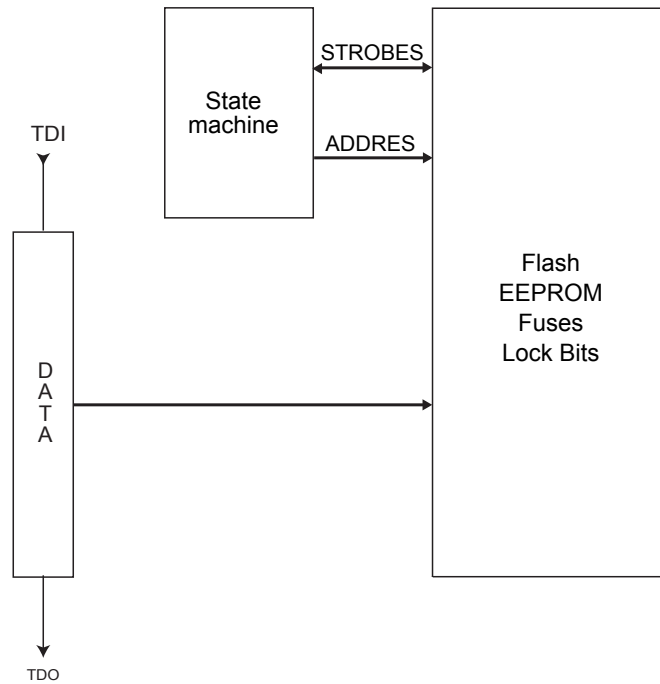 STROBES
State
machine
ADDRES
TDI
Flash
EEPROM
Fuses
Lock Bits
D
A
T
A
TDO